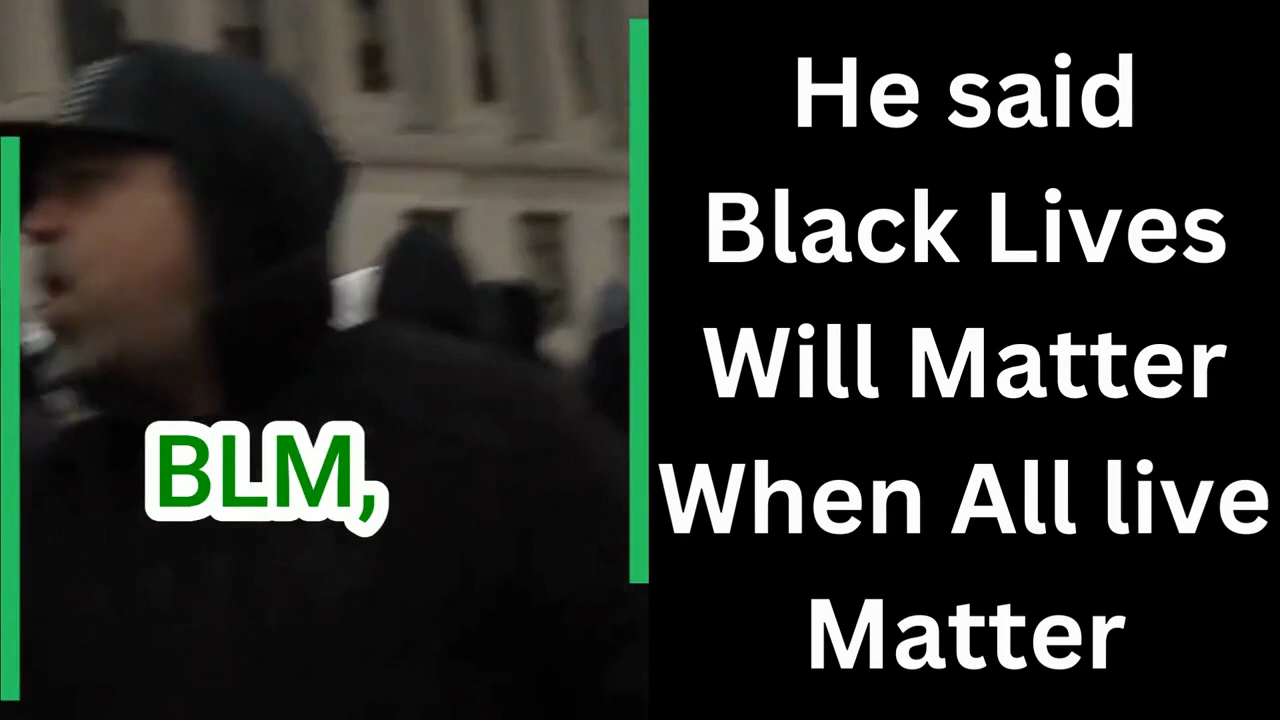 BLM,
He said
Black Lives
Will Matter
When All live
Matter